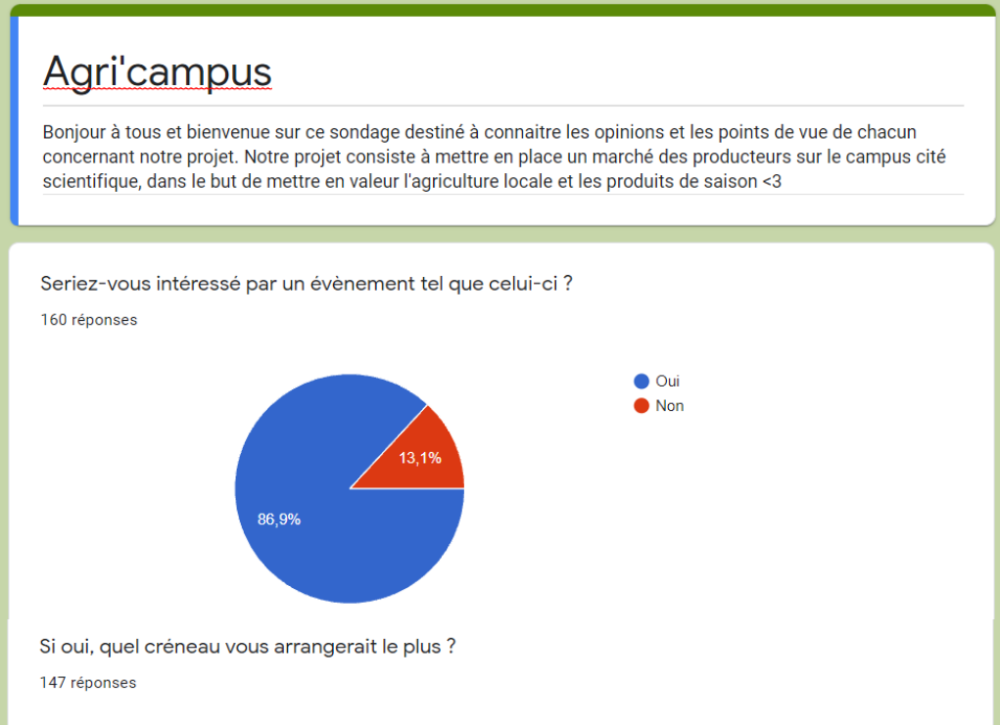 Agri'campus
Bonjour à tous et bienvenue sur ce sondage destiné à connaitre les opinions et les points de vue de chacun
concernant notre projet. Notre projet consiste à mettre en place un marché des producteurs sur le campus cité
scientifique, dans le but de mettre en valeur l'agriculture locale et les produits de saison <3
Seriez-vous intéressé par un évènement tel que celui-ci ?
160 réponses
Oui
Non
13,1%
86,9%
Si oui, quel créneau vous arrangerait le plus ?
147 réponses